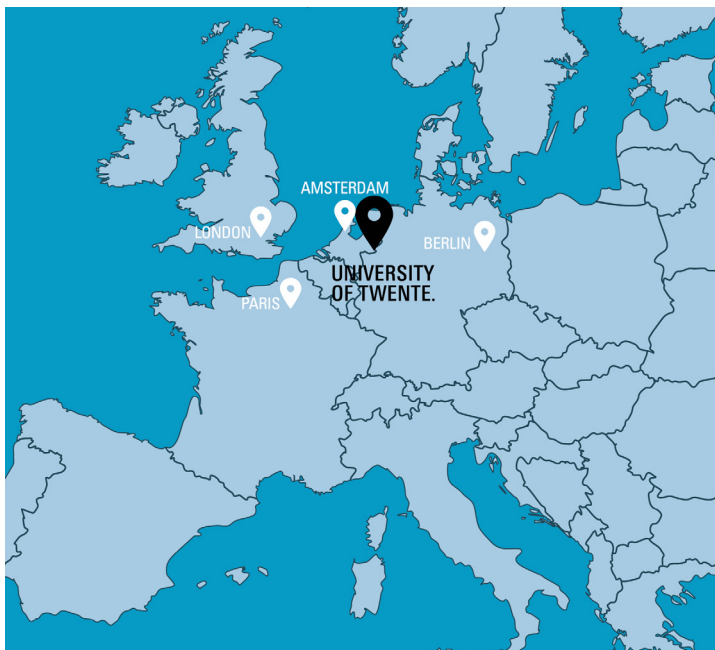 AMSTERDAM
LONDON
BERLIN
UNIVERSITY
OF TWENTE.
PARIS